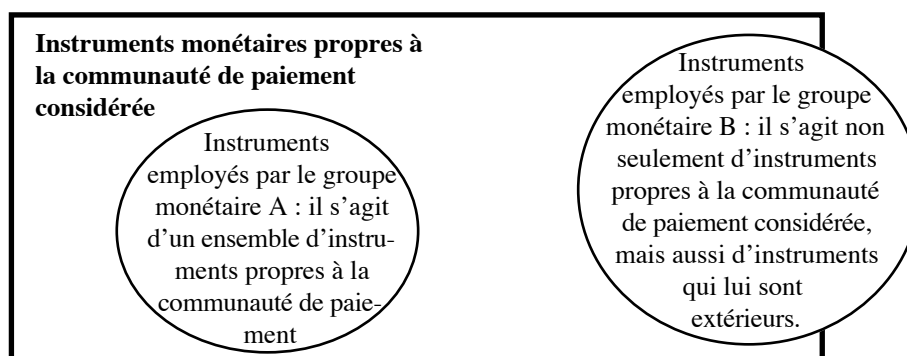 Instruments monétaires propres à
la communauté de paiement
considérée
Instruments
employés par le groupe
monétaire A : il s'agit
d'un ensemble d'instru-
ments propres à la
communauté de paie-
ment
Instruments
employés par le groupe
monétaire B : il s'agit non
seulement d'instruments
propres à la communauté
de paiement considérée,
mais aussi d'instruments
qui lui sont
extérieurs.